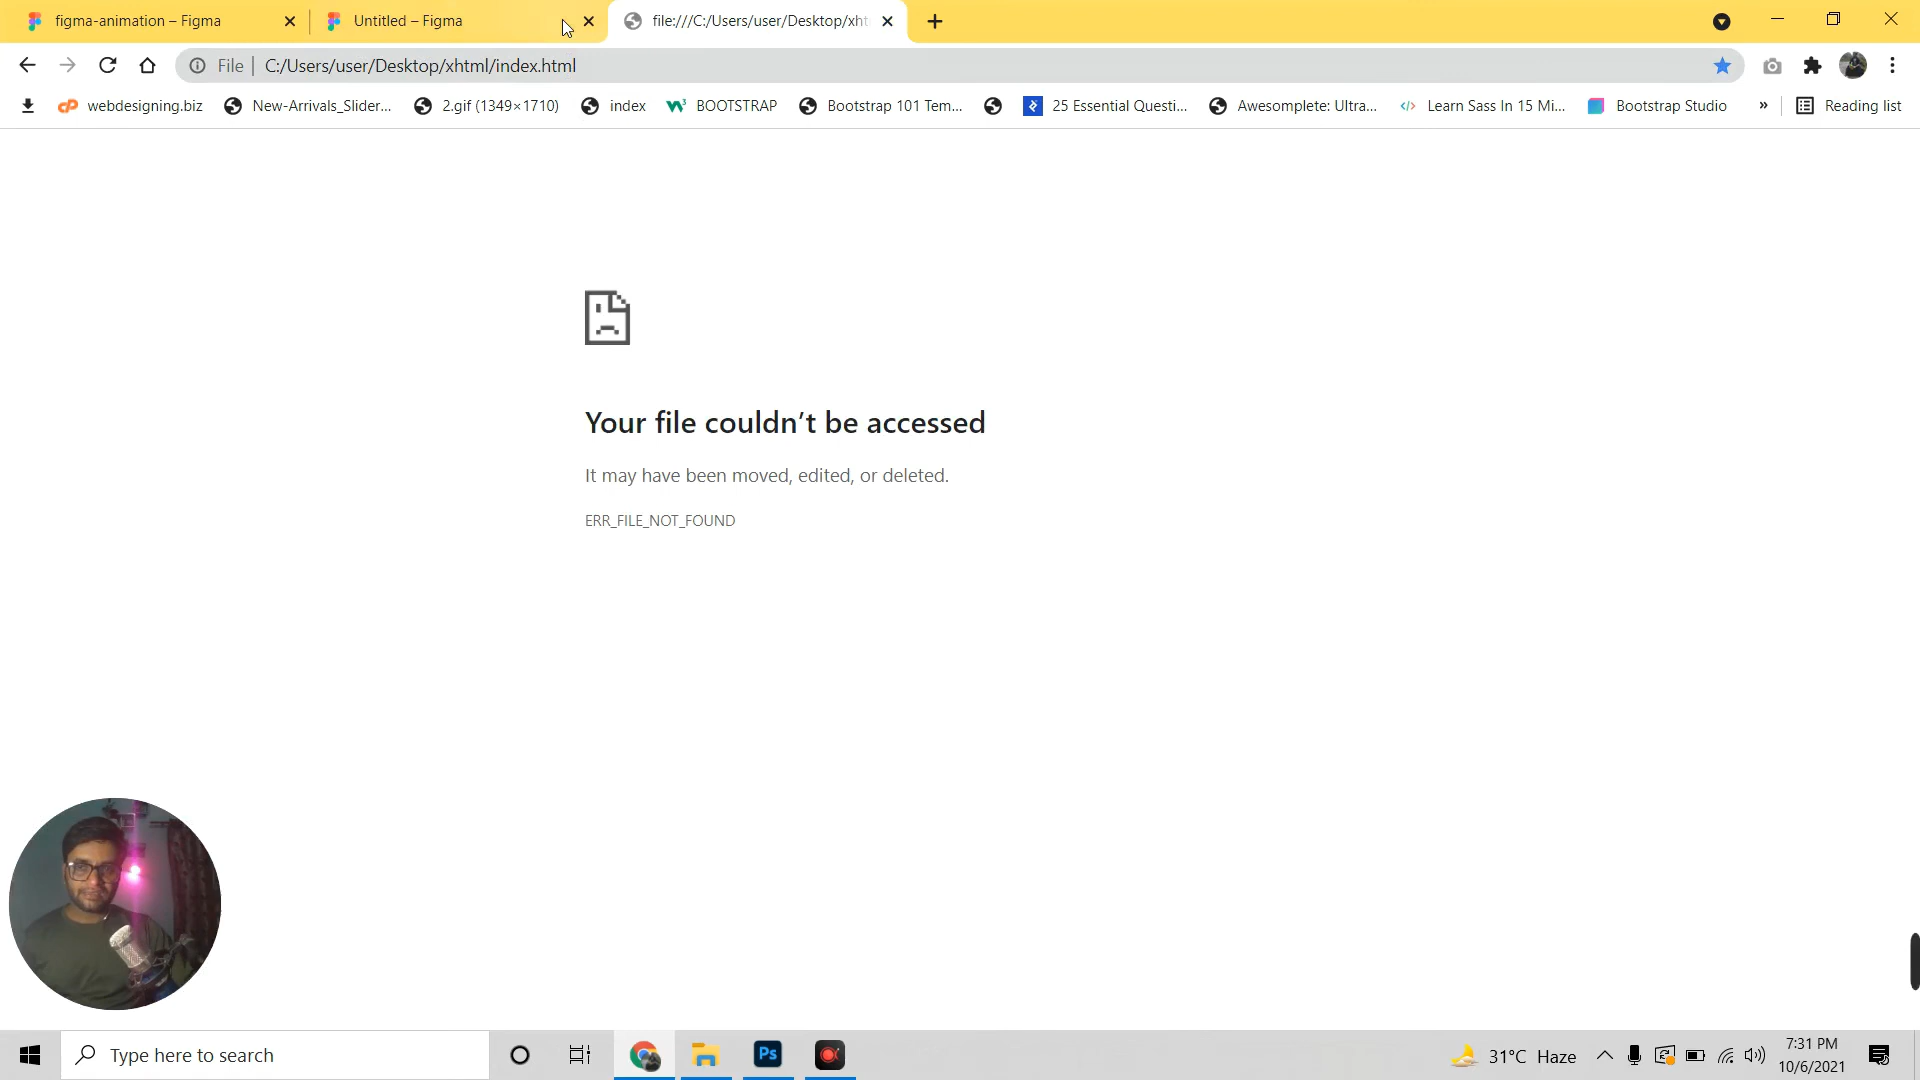 figma-animation – Figma
Untitled – Figma
file:///C:/Users/user/Desktop/xht
File
C:/Users/user/Desktop/xhtml/index.html
webdesigning.biz
New-Arrivals_Slider...
2.gif (1349×1710)
index
BOOTSTRAP
Bootstrap 101 Tem...
25 Essential Questi...
Awesomplete: Ultra...
Learn Sass In 15 Mi...
Bootstrap Studio
»
Reading list
Your file couldn’t be accessed
It may have been moved, edited, or deleted.
ERR_FILE_NOT_FOUND
Type here to search
Ps
31°C Haze
7:31 PM
10/6/2021